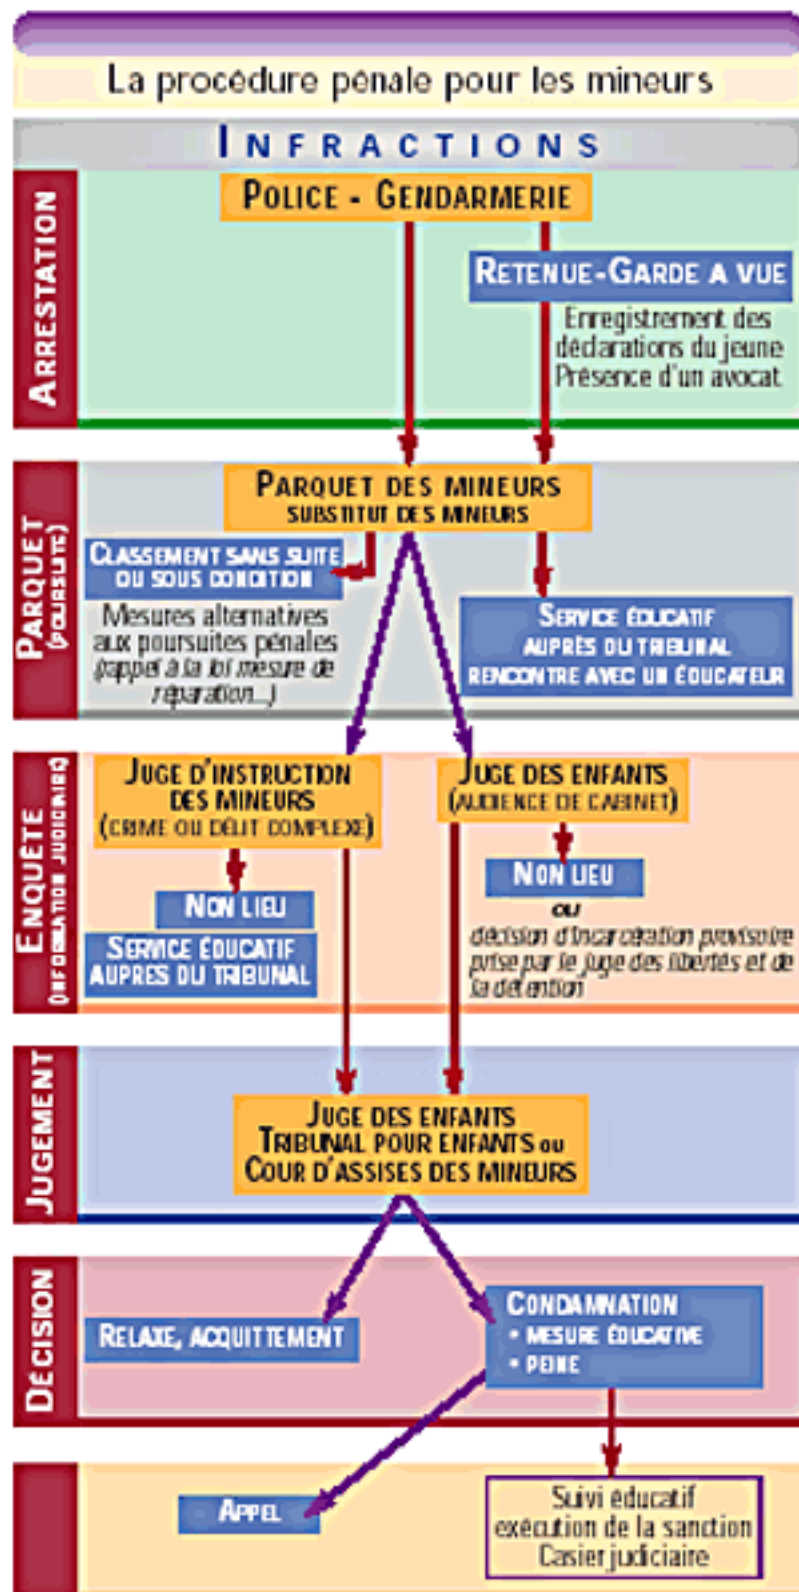 La procédure pénale pour les mineurs
INFRACTIONS
ARRESTATION
POLICE - GENDARMERIE
RETENUE-GARDE A VUE
Enregistrement des
déclarations du jeune
Présence d'un avocat
PARQUET
(POURSUITE)
PARQUET DES MINEURS
SUBSTITUT DES MINEURS
CLASSEMENT SANS SUITE
OU SOUS CONDITION
Mesures alternatives
aux poursuites pénales
(rappel à la loi mesure de
réparation...)
SERVICE ÉDUCATIF
AUPRÈS DU TRIBUNAL
RENCONTRE AVEC UN ÉDUCATEUR
ENQUÊTE
(INFORMATION JUDICIAIRE)
JUGE D'INSTRUCTION
DES MINEURS
(CRIME OU DÉLIT COMPLEXE)
NON LIEU
SERVICE ÉDUCATIF
AUPRES DU TRIBUNAL
JUGE DES ENFANTS
(AUDIENCE DE CABINET)
NON LIEU
ou
décision d'incarcération provisoire
prise par le juge des libertés et de
la détention
JUGEMENT
JUGE DES ENFANTS
TRIBUNAL POUR ENFANTS ou
COUR D'ASSISES DES MINEURS
DÉCISION
RELAXE, ACQUITTEMENT
CONDAMNATION
• MESURE ÉDUCATIVE
• PEINE
APPEL
Suivi éducatif
exécution de la sanction
Casier judiciaire